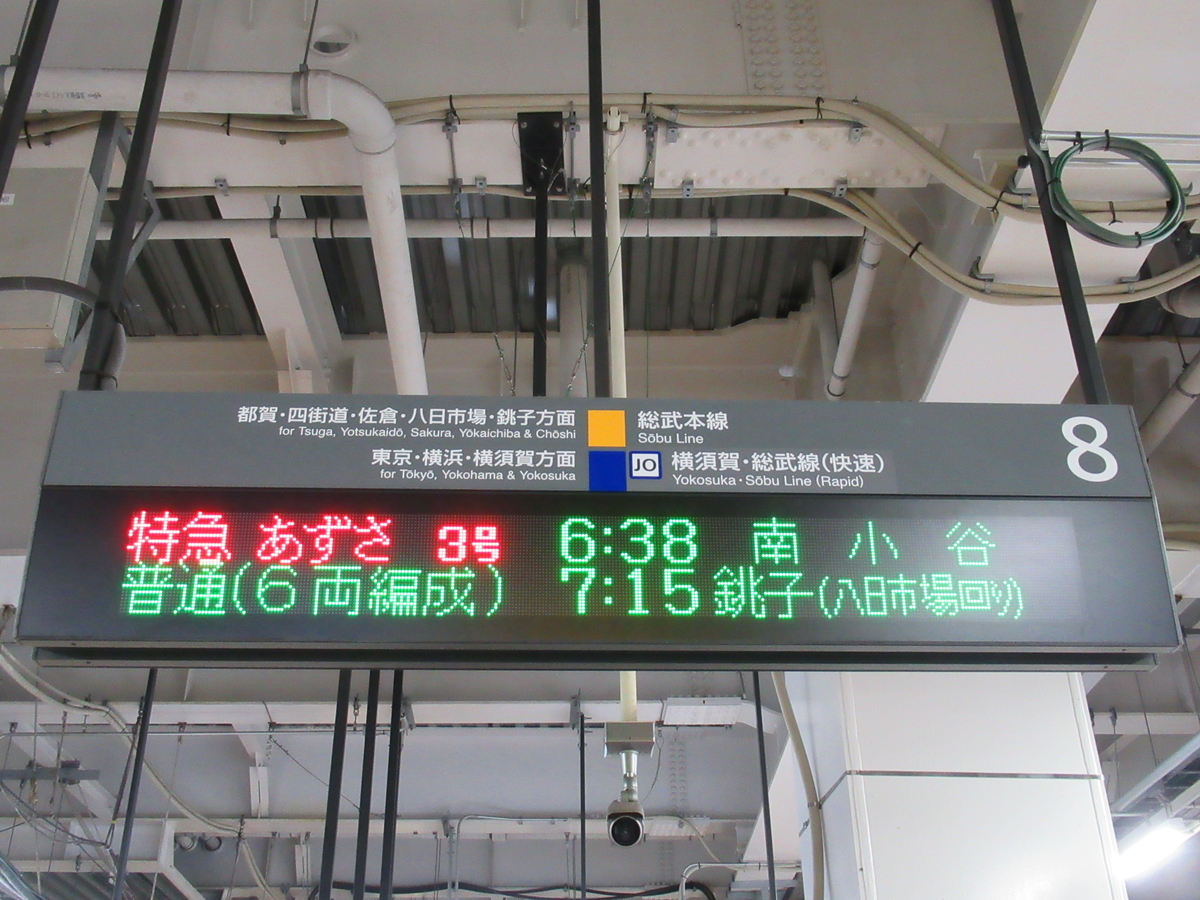 都賀・四街道・佐倉・八日市場・銚子方面 総武本線
for Tsuga, Yotsukaidō, Sakura, Yōkaichiba & Chōshi Sōbu Line
東京・横浜・横須賀方面 JO 横須賀・総武線(快速)
for Tōkyō, Yokohama & Yokosuka Yokosuka・Sōbu Line (Rapid)
8
特急 あずさ 3号 6:38 南 小 谷
普通(6両編成) 7:15 銚子(八日市場回り)